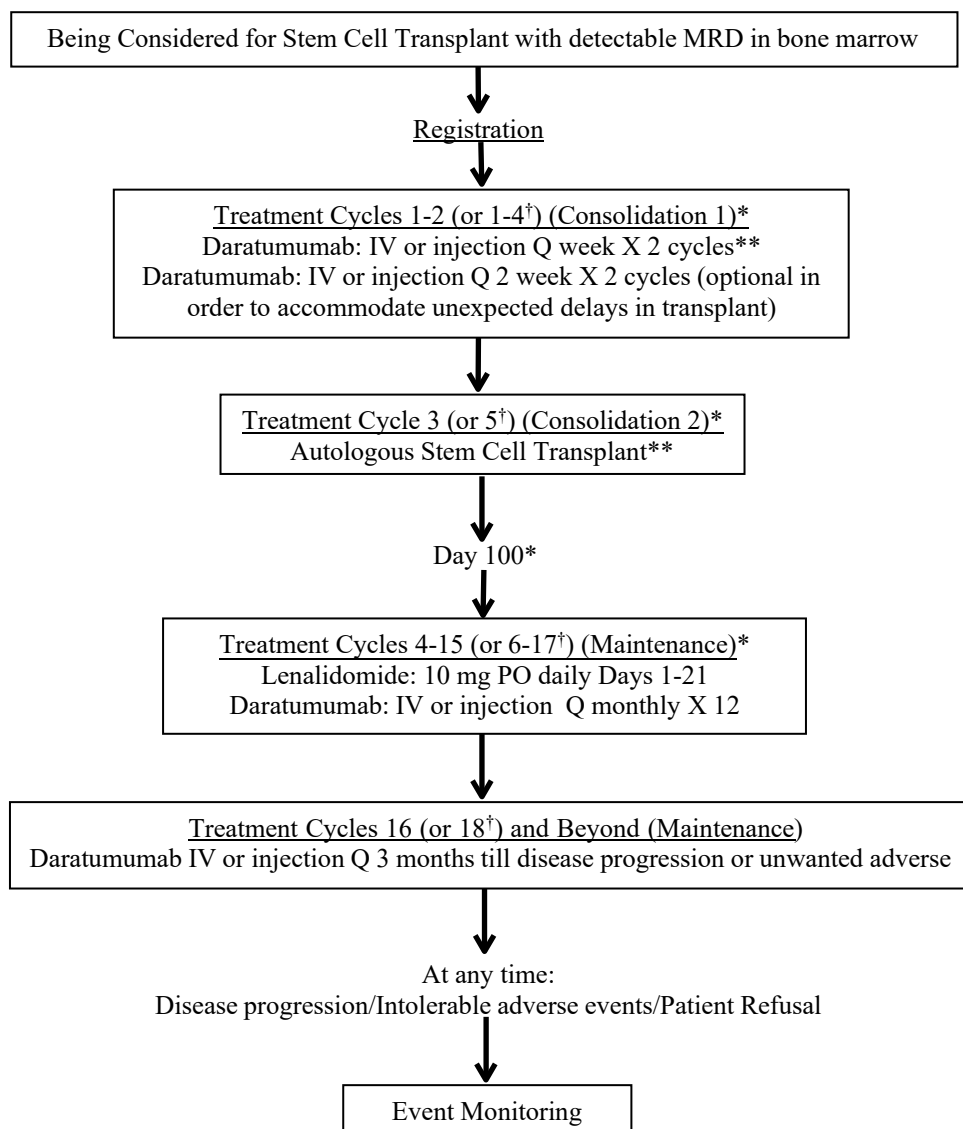 Being Considered for Stem Cell Transplant with detectable MRD in bone marrow
Registration
Treatment Cycles 1-2 (or 1-4†) (Consolidation 1)*
Daratumumab: IV or injection Q week X 2 cycles**
Daratumumab: IV or injection Q 2 week X 2 cycles (optional in
order to accommodate unexpected delays in transplant)
Treatment Cycle 3 (or 5†) (Consolidation 2)*
Autologous Stem Cell Transplant**
Day 100*
Treatment Cycles 4-15 (or 6-17†) (Maintenance)*
Lenalidomide: 10 mg PO daily Days 1-21
Daratumumab: IV or injection Q monthly X 12
Treatment Cycles 16 (or 18†) and Beyond (Maintenance)
Daratumumab IV or injection Q 3 months till disease progression or unwanted adverse
At any time:
Disease progression/Intolerable adverse events/Patient Refusal
Event Monitoring